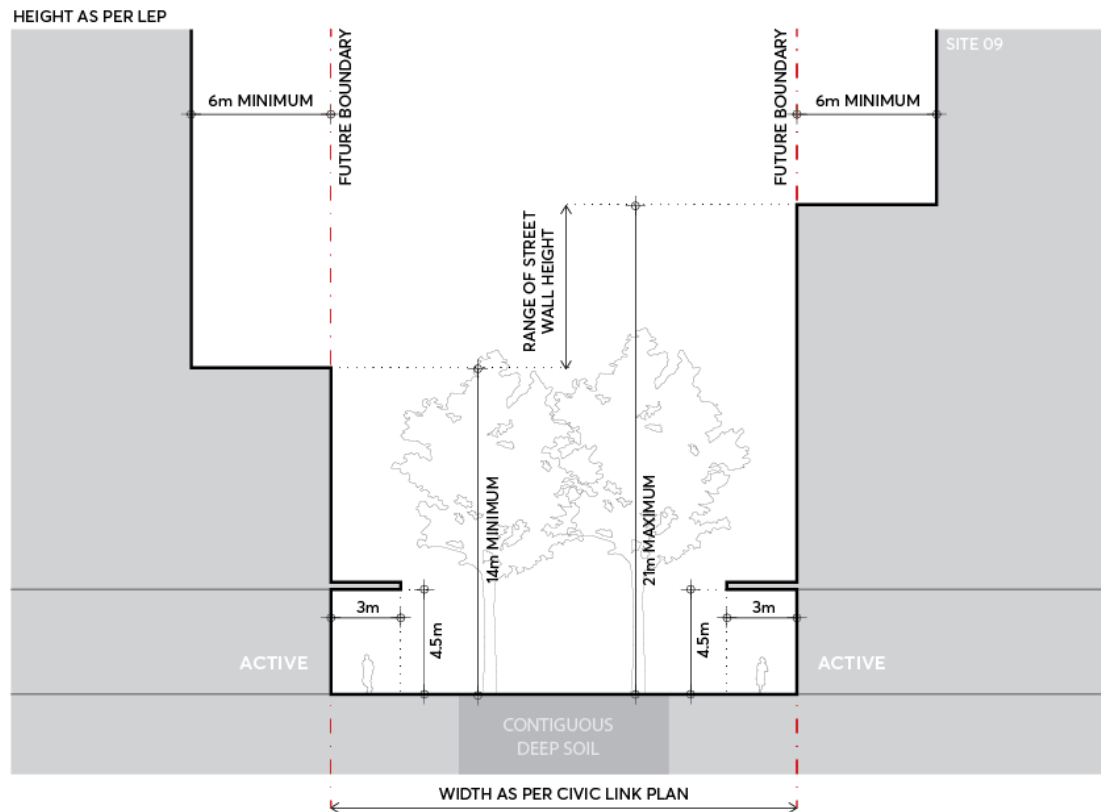 HEIGHT AS PER LEP
SITE 09
FUTURE BOUNDARY
FUTURE BOUNDARY
6m MINIMUM
6m MINIMUM
RANGE OF STREET
WALL HEIGHT
14m MINIMUM
21m MAXIMUM
3m
3m
4.5m
4.5m
ACTIVE
ACTIVE
CONTIGUOUS
DEEP SOIL
WIDTH AS PER CIVIC LINK PLAN